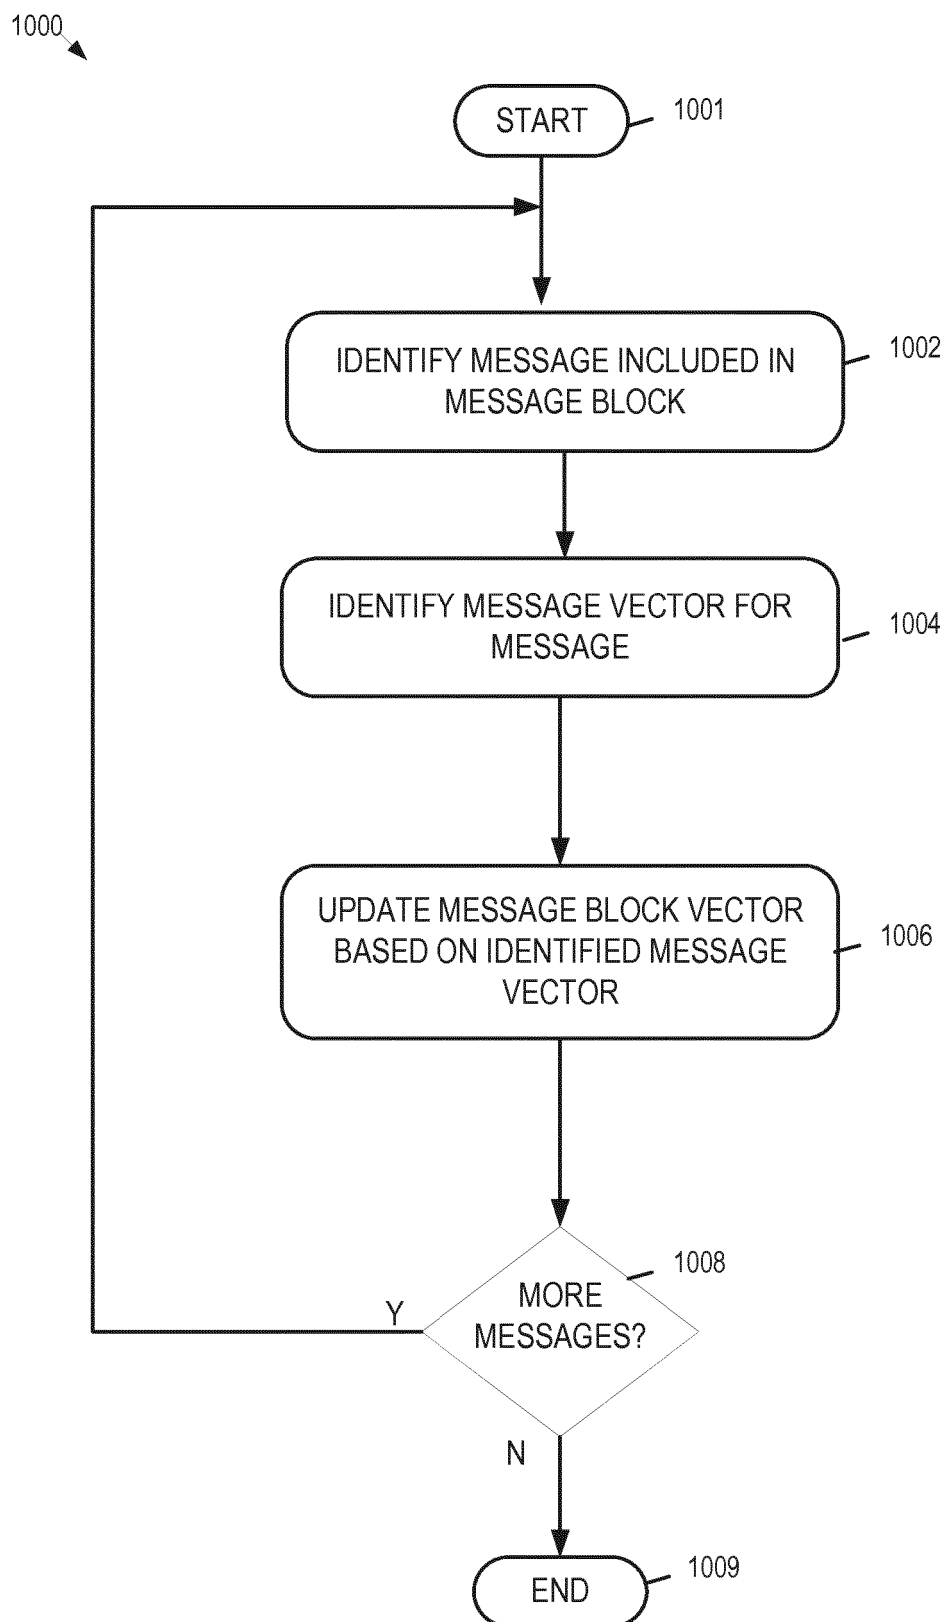 1000
START
1001
IDENTIFY MESSAGE INCLUDED IN
MESSAGE BLOCK
1002
IDENTIFY MESSAGE VECTOR FOR
MESSAGE
1004
UPDATE MESSAGE BLOCK VECTOR
BASED ON IDENTIFIED MESSAGE
VECTOR
1006
1008
MORE
MESSAGES?
Y
N
END
1009